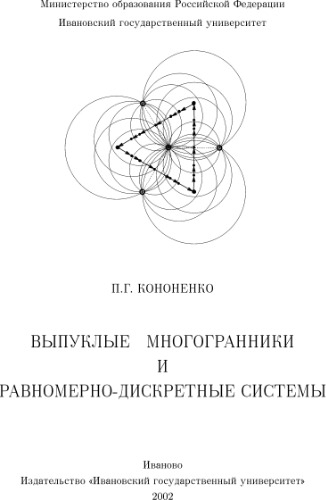 Министерство образования Российской Федерации
Ивановский государственный университет
П.Г. КОНОНЕНКО
ВЫПУКЛЫЕ МНОГОГРАННИКИ
И
РАВНОМЕРНО-ДИСКРЕТНЫЕ СИСТЕМЫ
Иваново
Издательство «Ивановский государственный университет»
2002